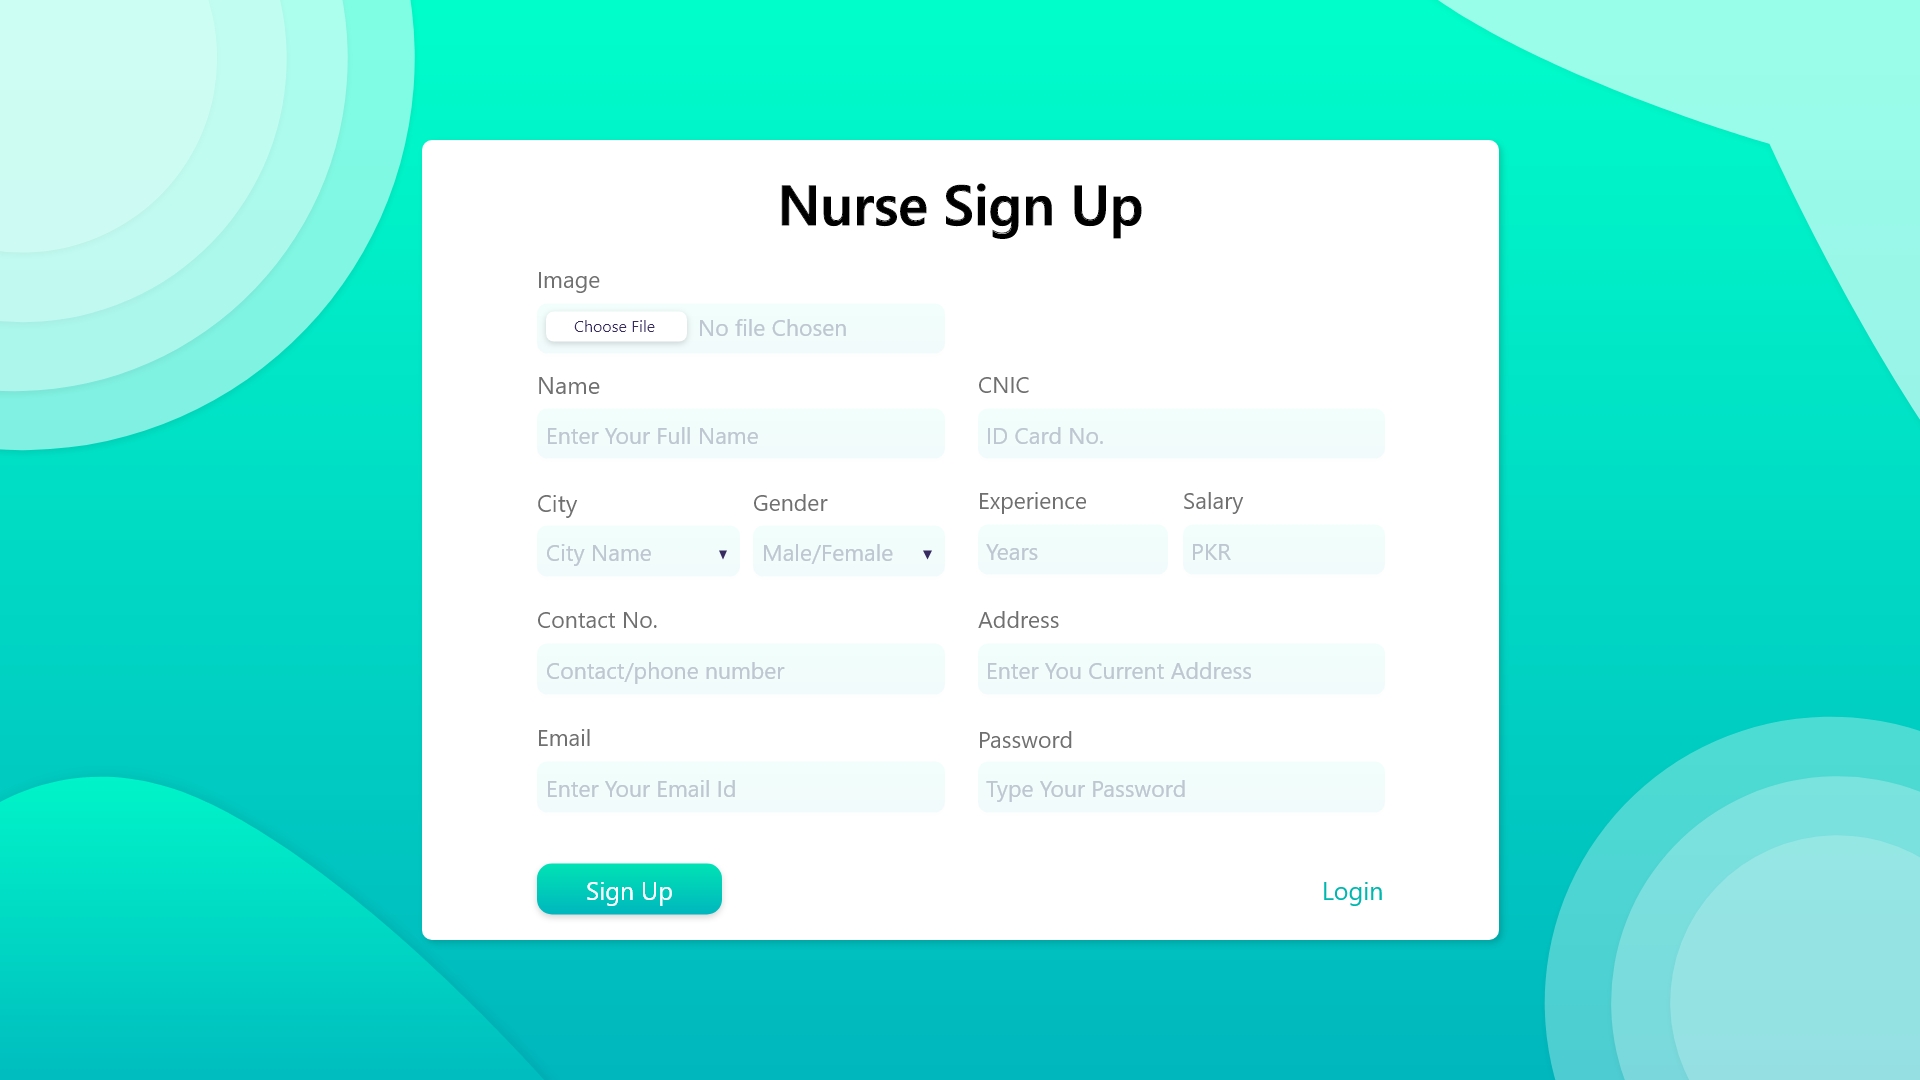 Nurse Sign Up
Image
Choose File No file Chosen
Name CNIC
Enter Your Full Name ID Card No.
City Gender Experience Salary
City Name ▼ Male/Female ▼ Years PKR
Contact No. Address
Contact/phone number Enter You Current Address
Email Password
Enter Your Email Id Type Your Password
Sign Up Login